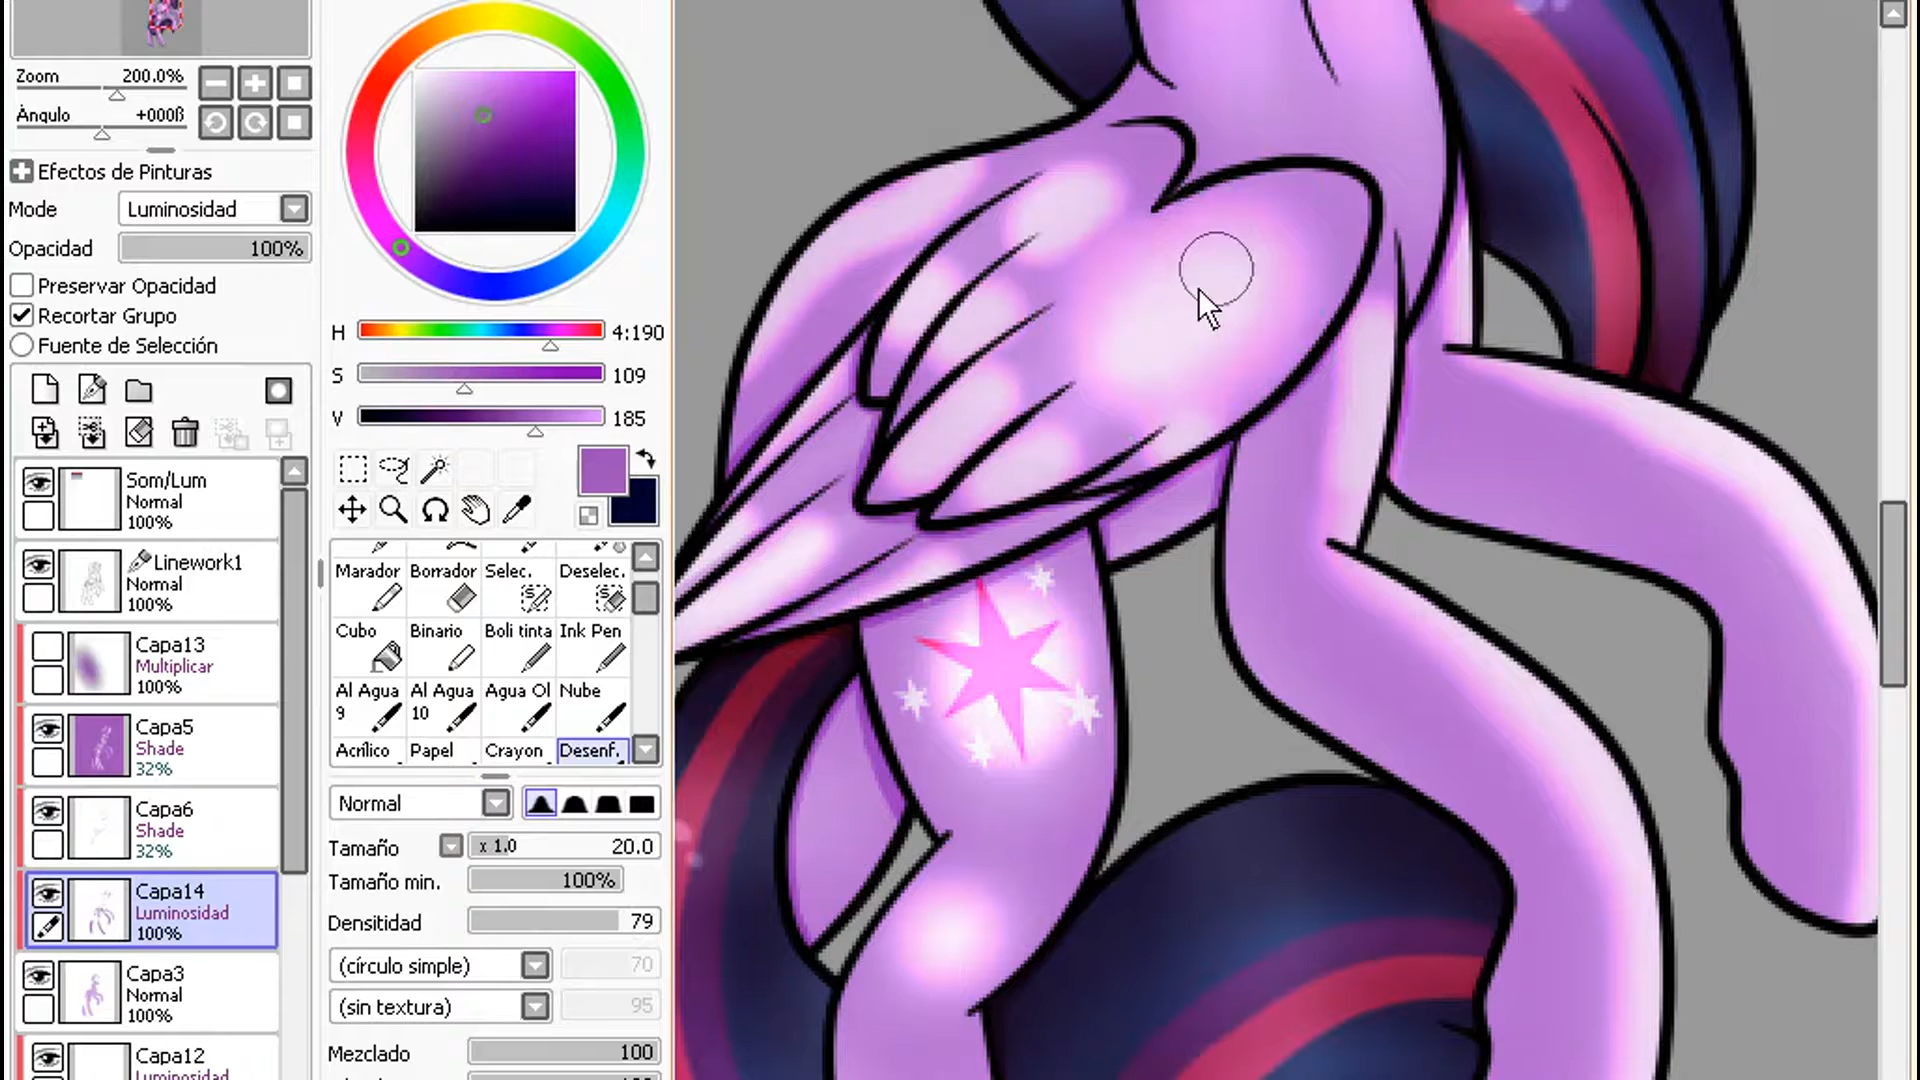 Zoom 200.0%
Ángulo +000ß
Efectos de Pinturas
Mode Luminosidad
Opacidad 100%
Preservar Opacidad
Recortar Grupo
Fuente de Selección
Som/Lum
Normal
100%
Linework1
Normal
100%
Capa13
Multiplicar
100%
Capa5
Shade
32%
Capa6
Shade
32%
Capa14
Luminosidad
100%
Capa3
Normal
100%
Capa12
Luminosidad
H 4:190
S 109
V 185
Marador Borrador Selec. Deselec.
Cubo Binario Boli tinta Ink Pen
Al Agua 9 Al Agua 10 Agua Ol Nube
Acrílico Papel Crayon Desenf.
Normal
Tamaño x 1.0 20.0
Tamaño min. 100%
Densitidad 79
(círculo simple) 70
(sin textura) 95
Mezclado 100